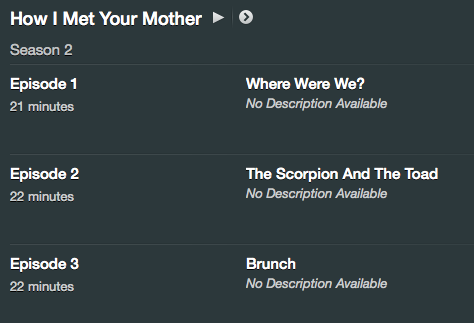 How I Met Your Mother
Season 2
Episode 1
Where Were We?
21 minutes
No Description Available
Episode 2
The Scorpion And The Toad
22 minutes
No Description Available
Episode 3
Brunch
22 minutes
No Description Available